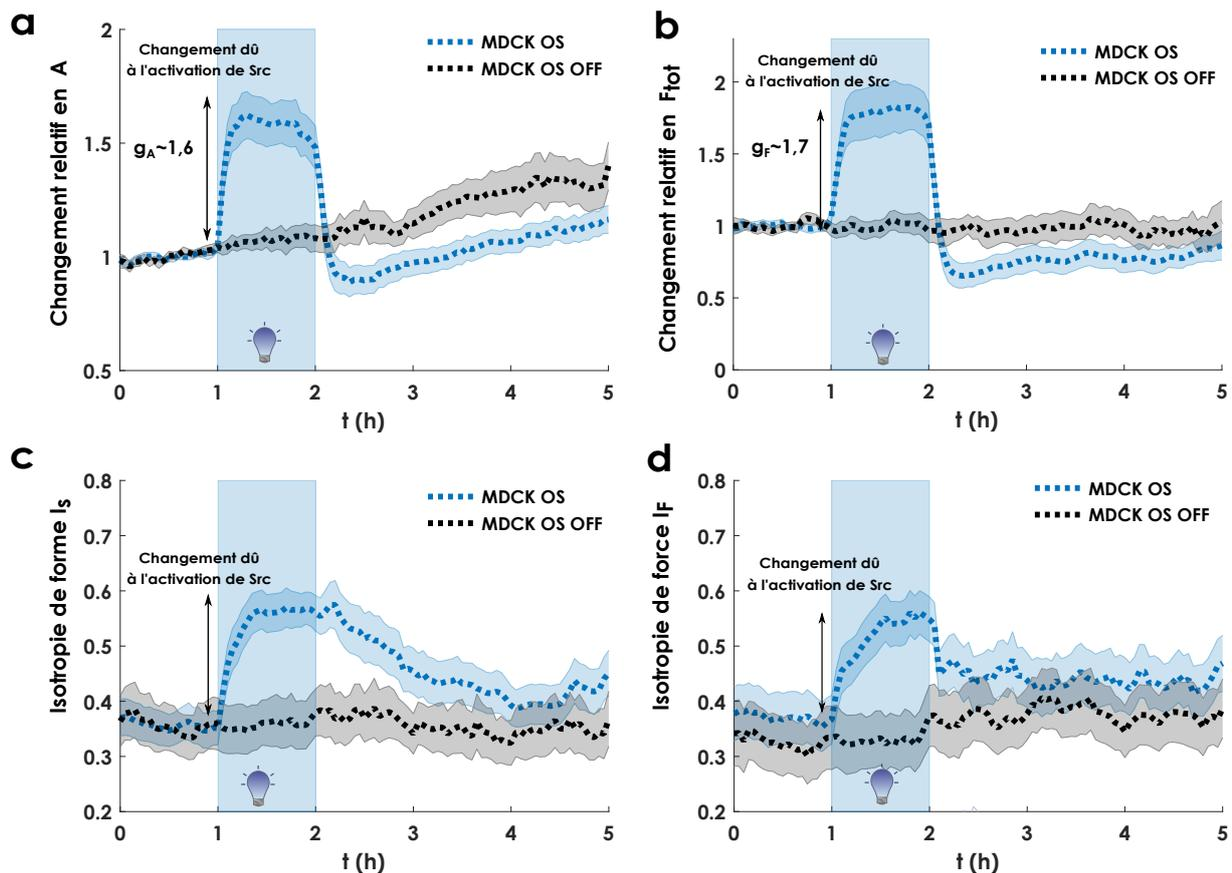 a
Changement relatif en A
2
1.5
1
0.5
Changement dû
à l'activation de Src
gA~1,6
MDCK OS
MDCK OS OFF
0 1 2 3 4 5
t (h)
b
Changement relatif en Ftot
2
1.5
1
0.5
0
Changement dû
à l'activation de Src
gF~1,7
MDCK OS
MDCK OS OFF
0 1 2 3 4 5
t (h)
c
Isotropie de forme IS
0.8
0.7
0.6
0.5
0.4
0.3
0.2
Changement dû
à l'activation de Src
MDCK OS
MDCK OS OFF
0 1 2 3 4 5
t (h)
d
Isotropie de force IF
0.8
0.7
0.6
0.5
0.4
0.3
0.2
Changement dû
à l'activation de Src
MDCK OS
MDCK OS OFF
0 1 2 3 4 5
t (h)